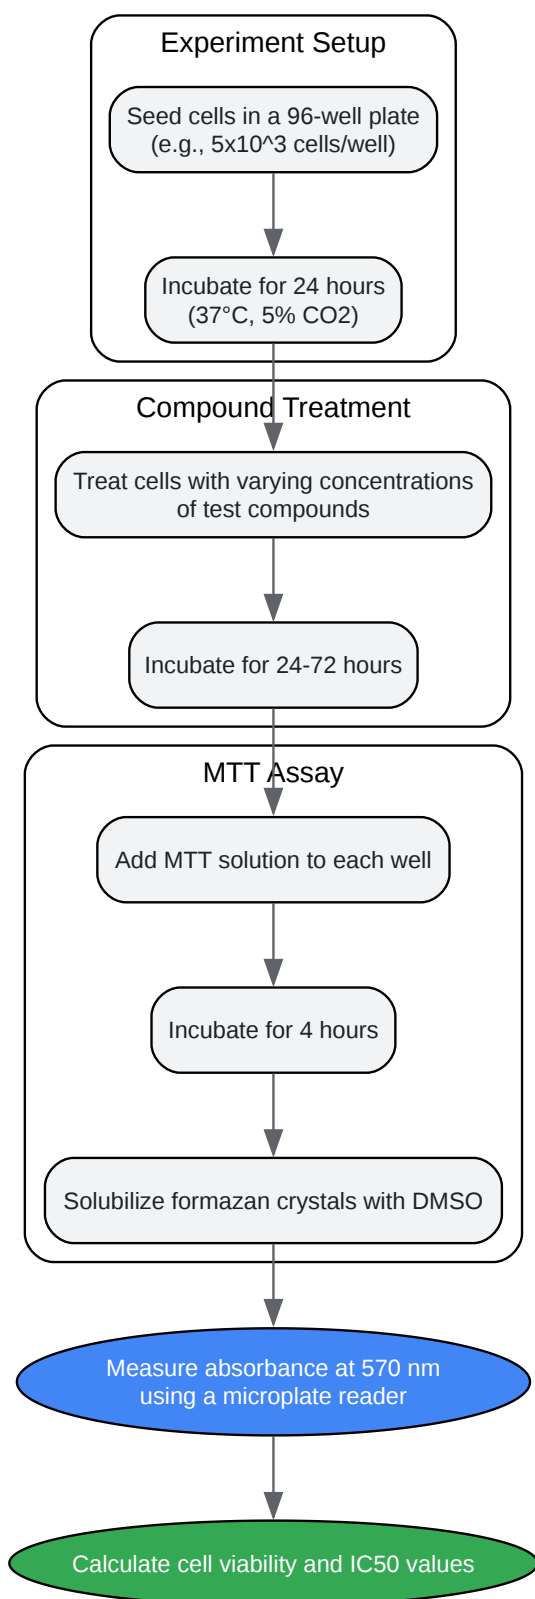 Experiment Setup
Seed cells in a 96-well plate
(e.g., 5x10^3 cells/well)
Incubate for 24 hours
(37°C, 5% CO2)
Compound Treatment
Treat cells with varying concentrations
of test compounds
Incubate for 24-72 hours
MTT Assay
Add MTT solution to each well
Incubate for 4 hours
Solubilize formazan crystals with DMSO
Measure absorbance at 570 nm
using a microplate reader
Calculate cell viability and IC50 values